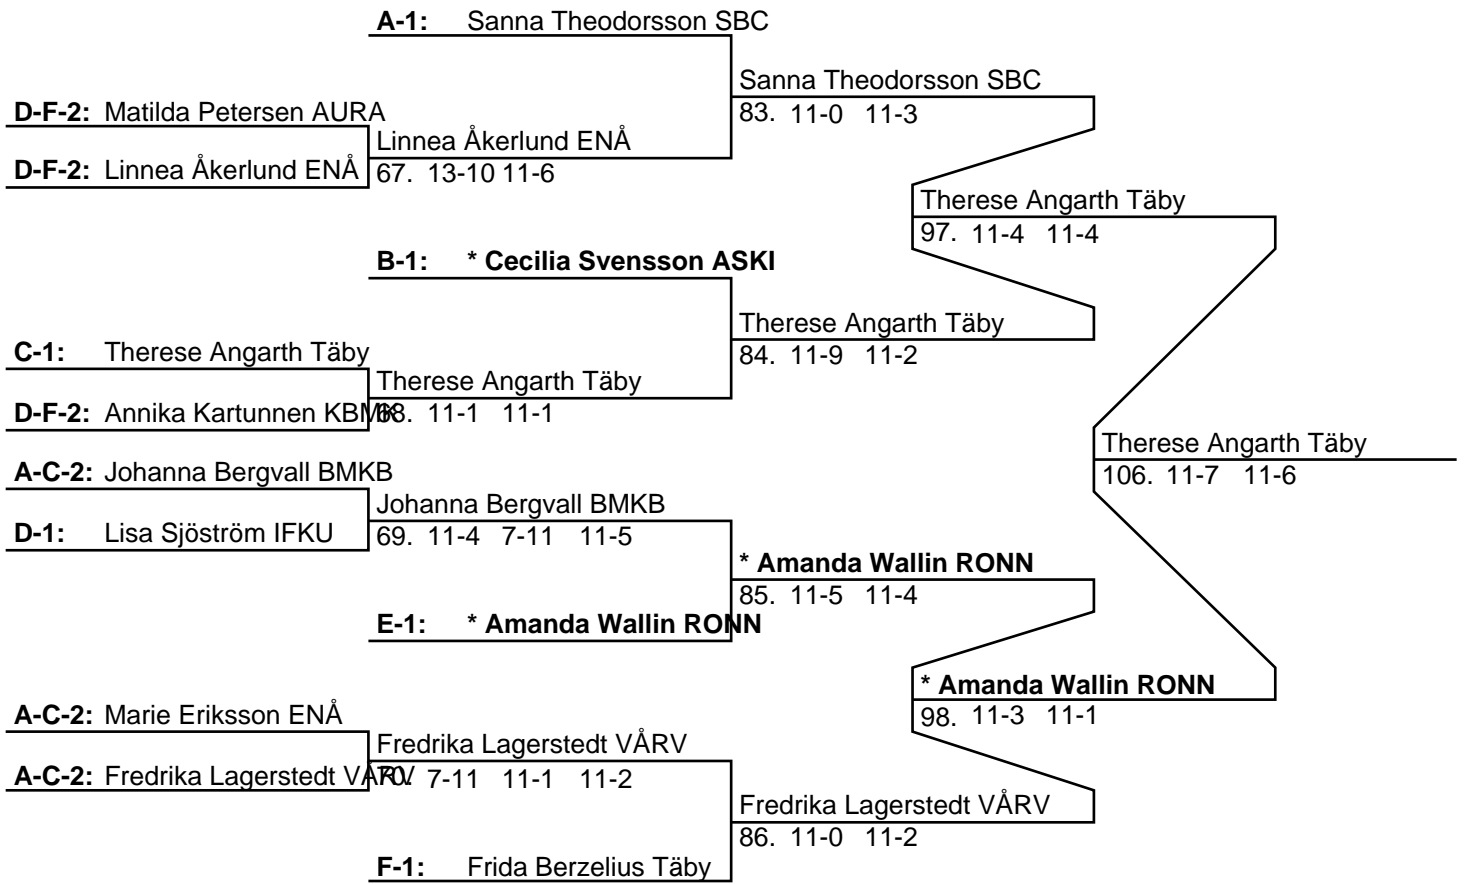 A-1: Sanna Theodorsson SBC
Sanna Theodorsson SBC
83. 11-0 11-3
D-F-2: Matilda Petersen AURA
Linnea Åkerlund ENÅ
67. 13-10 11-6
D-F-2: Linnea Åkerlund ENÅ
Therese Angarth Täby
97. 11-4 11-4
B-1: * Cecilia Svensson ASKI
Therese Angarth Täby
84. 11-9 11-2
C-1: Therese Angarth Täby
Therese Angarth Täby
68. 11-1 11-1
D-F-2: Annika Kartunnen KBMK
Therese Angarth Täby
106. 11-7 11-6
A-C-2: Johanna Bergvall BMKB
Johanna Bergvall BMKB
69. 11-4 7-11 11-5
D-1: Lisa Sjöström IFKU
* Amanda Wallin RONN
85. 11-5 11-4
E-1: * Amanda Wallin RONN
* Amanda Wallin RONN
98. 11-3 11-1
A-C-2: Marie Eriksson ENÅ
Fredrika Lagerstedt VÅRV
70. 7-11 11-1 11-2
A-C-2: Fredrika Lagerstedt VÅRV
Fredrika Lagerstedt VÅRV
86. 11-0 11-2
F-1: Frida Berzelius Täby